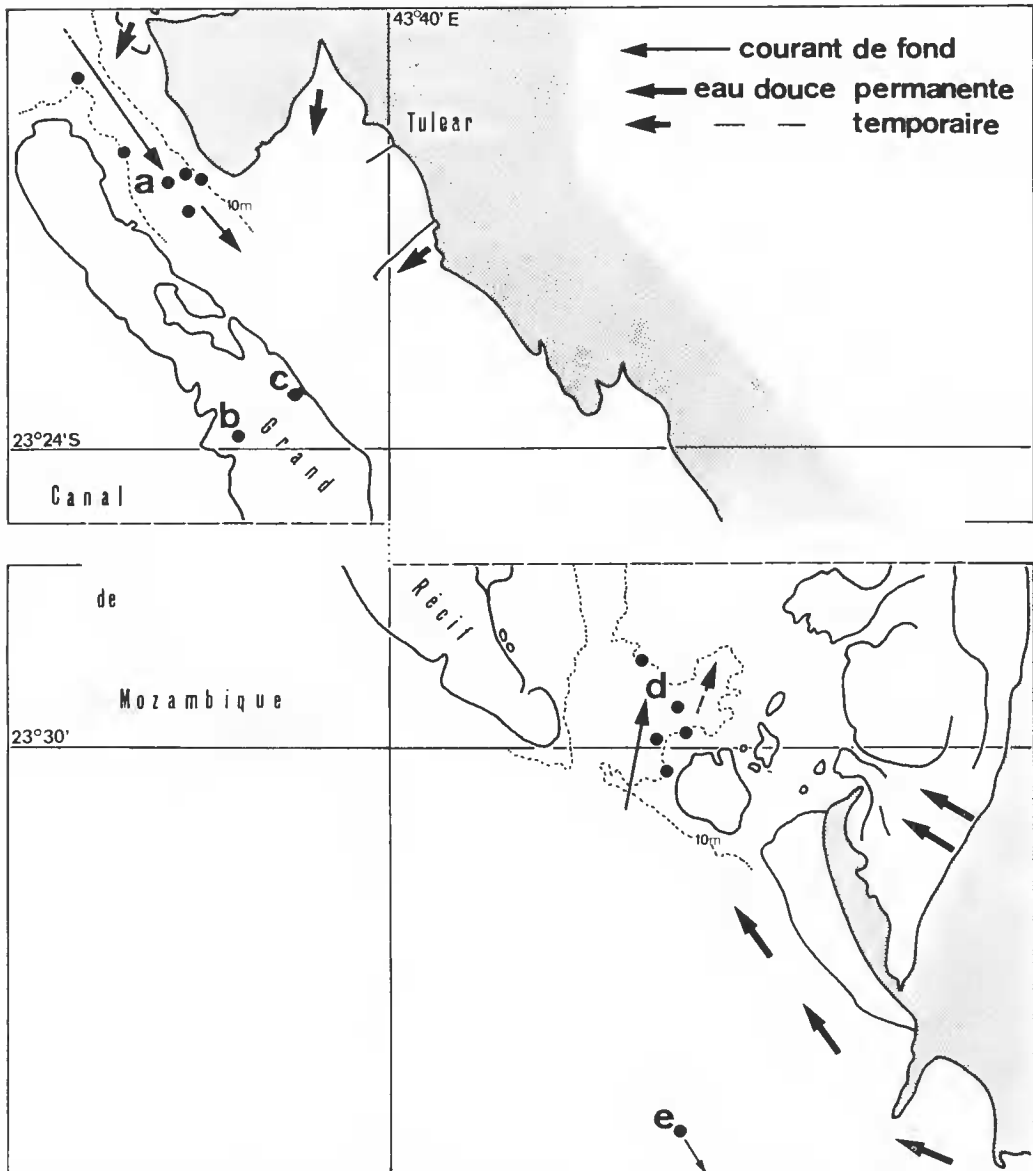 43°40' E
courant de fond
eau douce permanente
temporaire
Tulear
a
10m
c
b
Grand
23°24'S
Canal
de
Récif
Mozambique
d
23°30'
10m
e